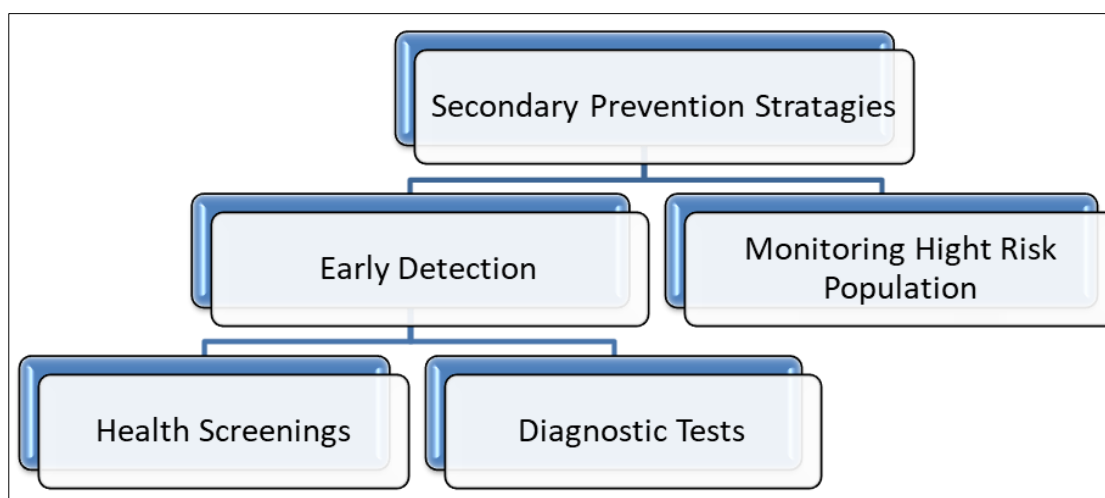 Secondary Prevention Stratagies
Early Detection
Monitoring Hight Risk
Population
Health Screenings
Diagnostic Tests